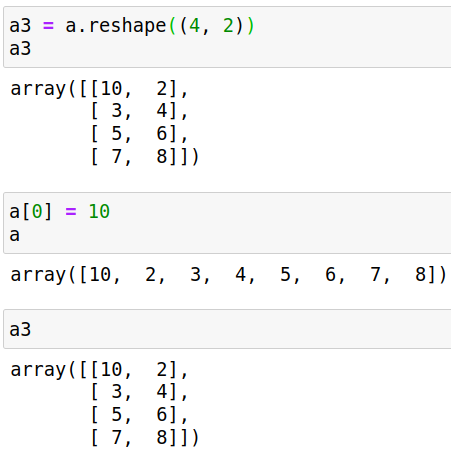 a3 = a.reshape((4, 2))
a3
array([[10,  2],
       [ 3,  4],
       [ 5,  6],
       [ 7,  8]])
a[0] = 10
a
array([10,  2,  3,  4,  5,  6,  7,  8])
a3
array([[10,  2],
       [ 3,  4],
       [ 5,  6],
       [ 7,  8]])